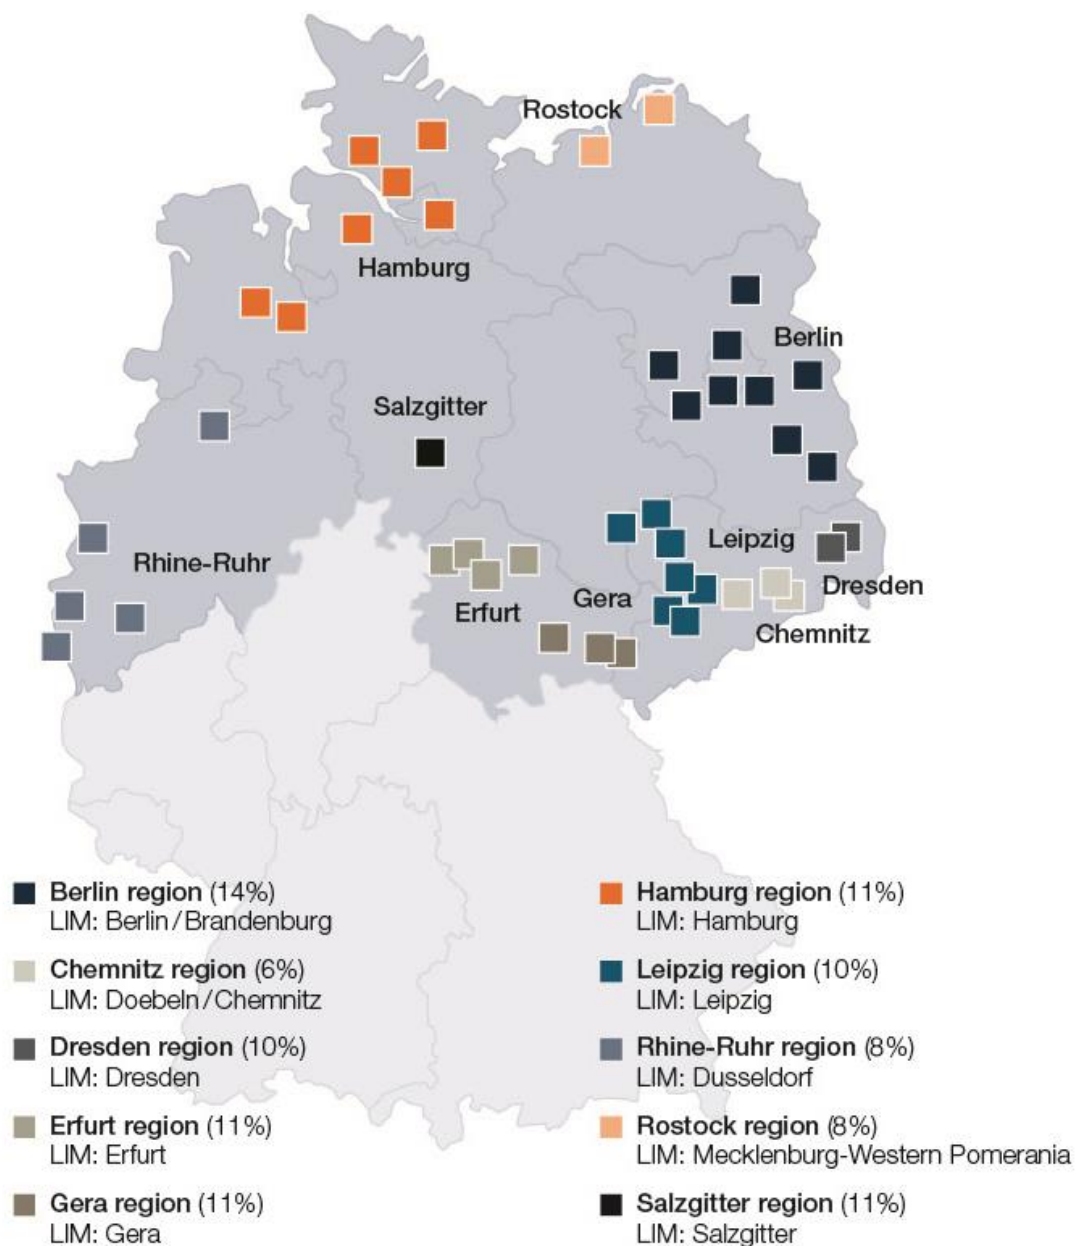 Rostock
Hamburg
Berlin
Salzgitter
Leipzig
Rhine-Ruhr
Dresden
Gera
Erfurt
Chemnitz
Berlin region (14%)
LIM: Berlin/Brandenburg
Chemnitz region (6%)
LIM: Doebeln/Chemnitz
Dresden region (10%)
LIM: Dresden
Erfurt region (11%)
LIM: Erfurt
Gera region (11%)
LIM: Gera
Hamburg region (11%)
LIM: Hamburg
Leipzig region (10%)
LIM: Leipzig
Rhine-Ruhr region (8%)
LIM: Dusseldorf
Rostock region (8%)
LIM: Mecklenburg-Western Pomerania
Salzgitter region (11%)
LIM: Salzgitter